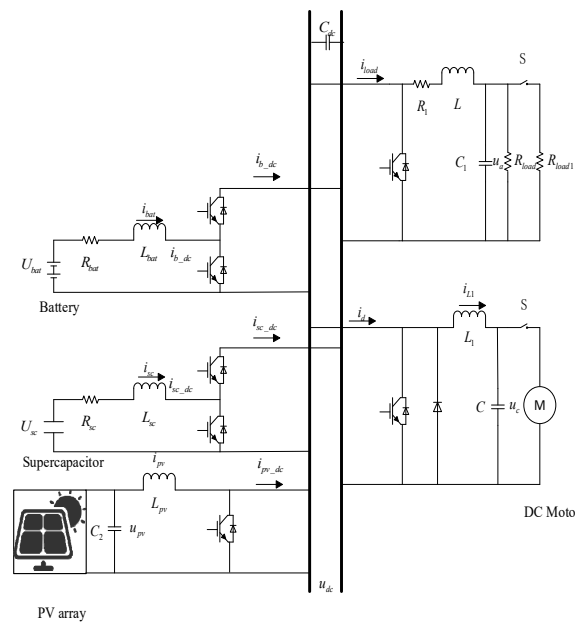 C_dc
i_load
S
R_1
L
C_1
u_a
R_load
R_load1
i_b_dc
i_bat
U_bat
R_bat
L_bat
i_b_dc
Battery
i_sc_dc
i_d
i_L1
S
L_1
i_sc
i_sc_dc
U_sc
R_sc
L_sc
C
u_c
M
Supercapacitor
i_pv
i_pv_dc
L_pv
C_2
u_pv
DC Moto
u_dc
PV array